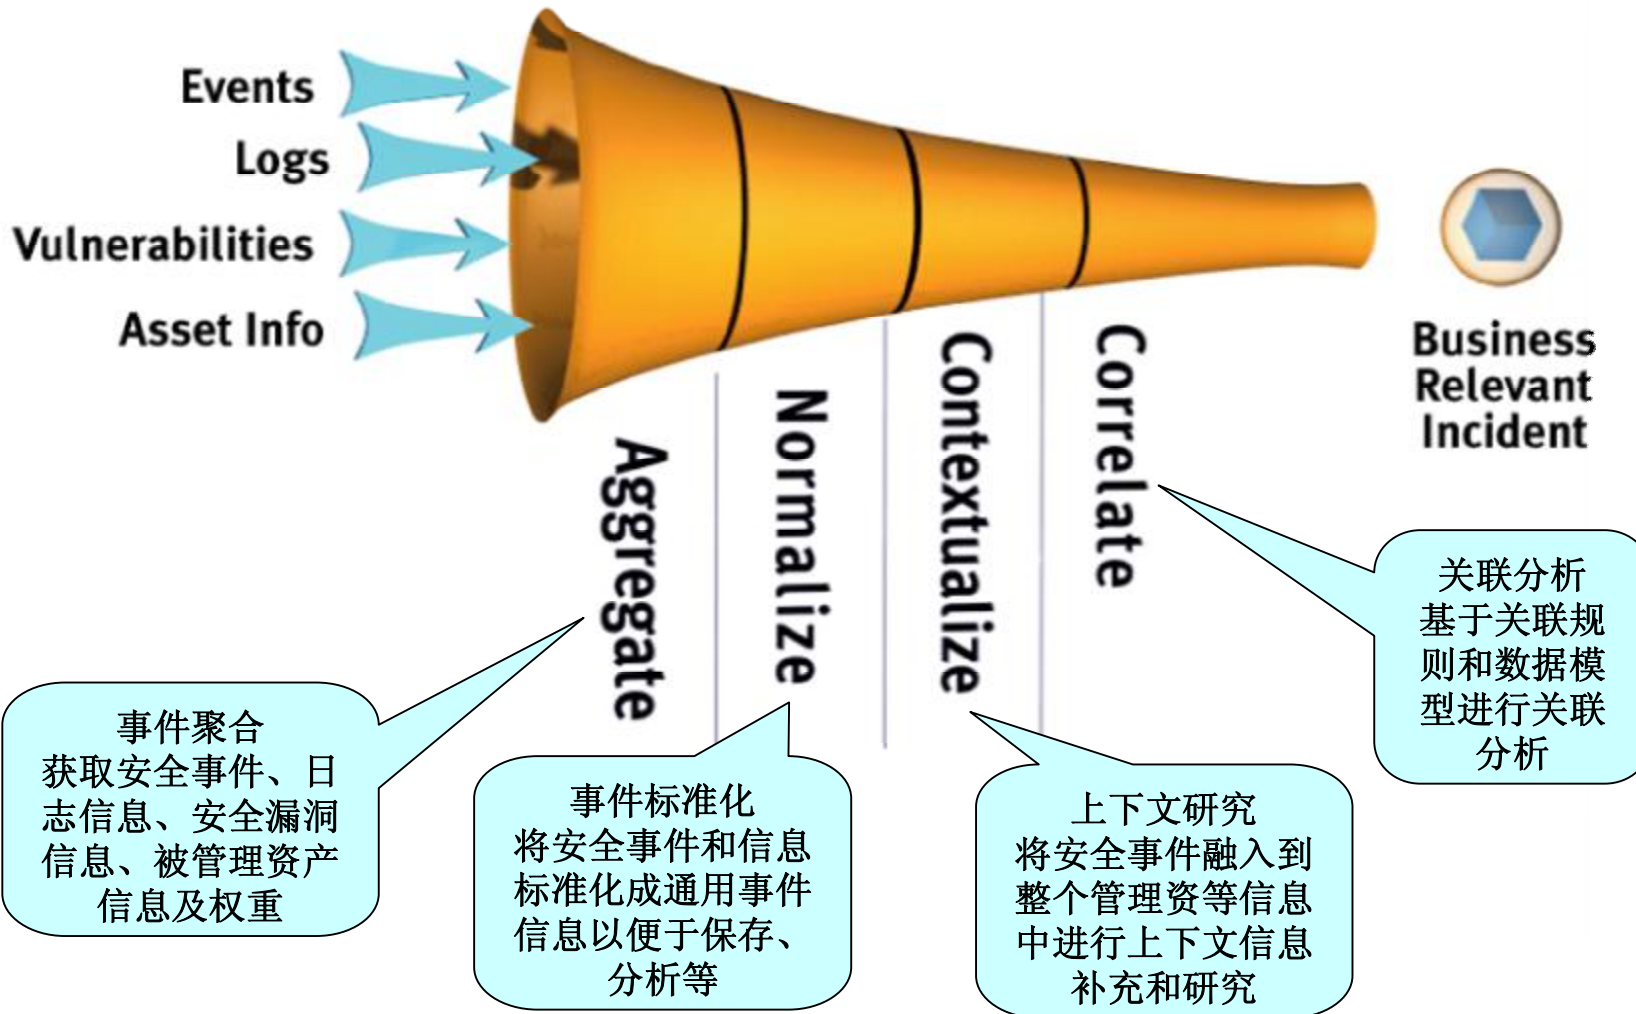 Events
Logs
Vulnerabilities
Asset Info
Business
Relevant
Incident
Aggregate
Normalize
Contextualize
Correlate
事件聚合
获取安全事件、日
志信息、安全漏洞
信息、被管理资产
信息及权重
事件标准化
将安全事件和信息
标准化成通用事件
信息以便于保存、
分析等
上下文研究
将安全事件融入到
整个管理资等信息
中进行上下文信息
补充和研究
关联分析
基于关联规
则和数据模
型进行关联
分析